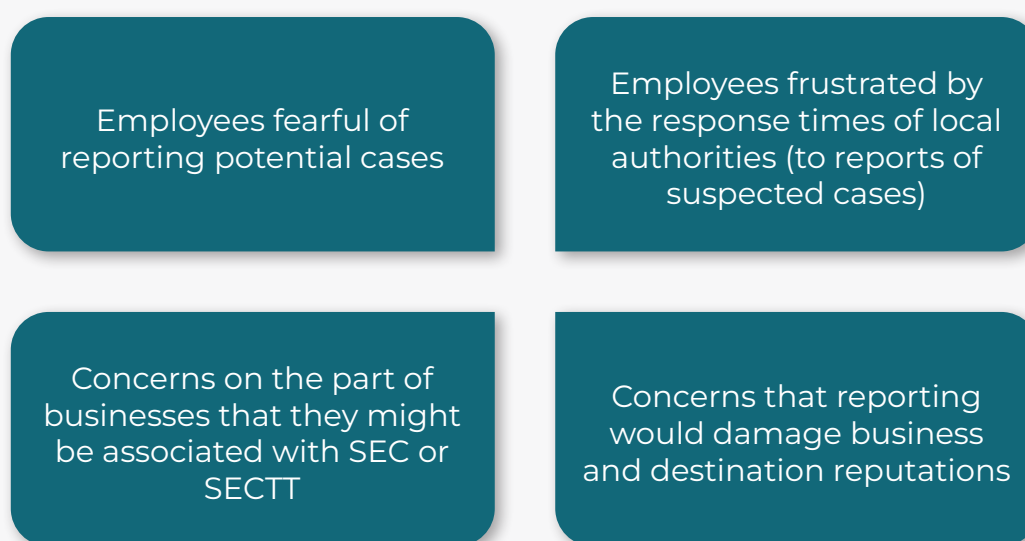 Employees fearful of
reporting potential cases
Employees frustrated by
the response times of local
authorities (to reports of
suspected cases)
Concerns on the part of
businesses that they might
be associated with SEC or
SECTT
Concerns that reporting
would damage business
and destination reputations